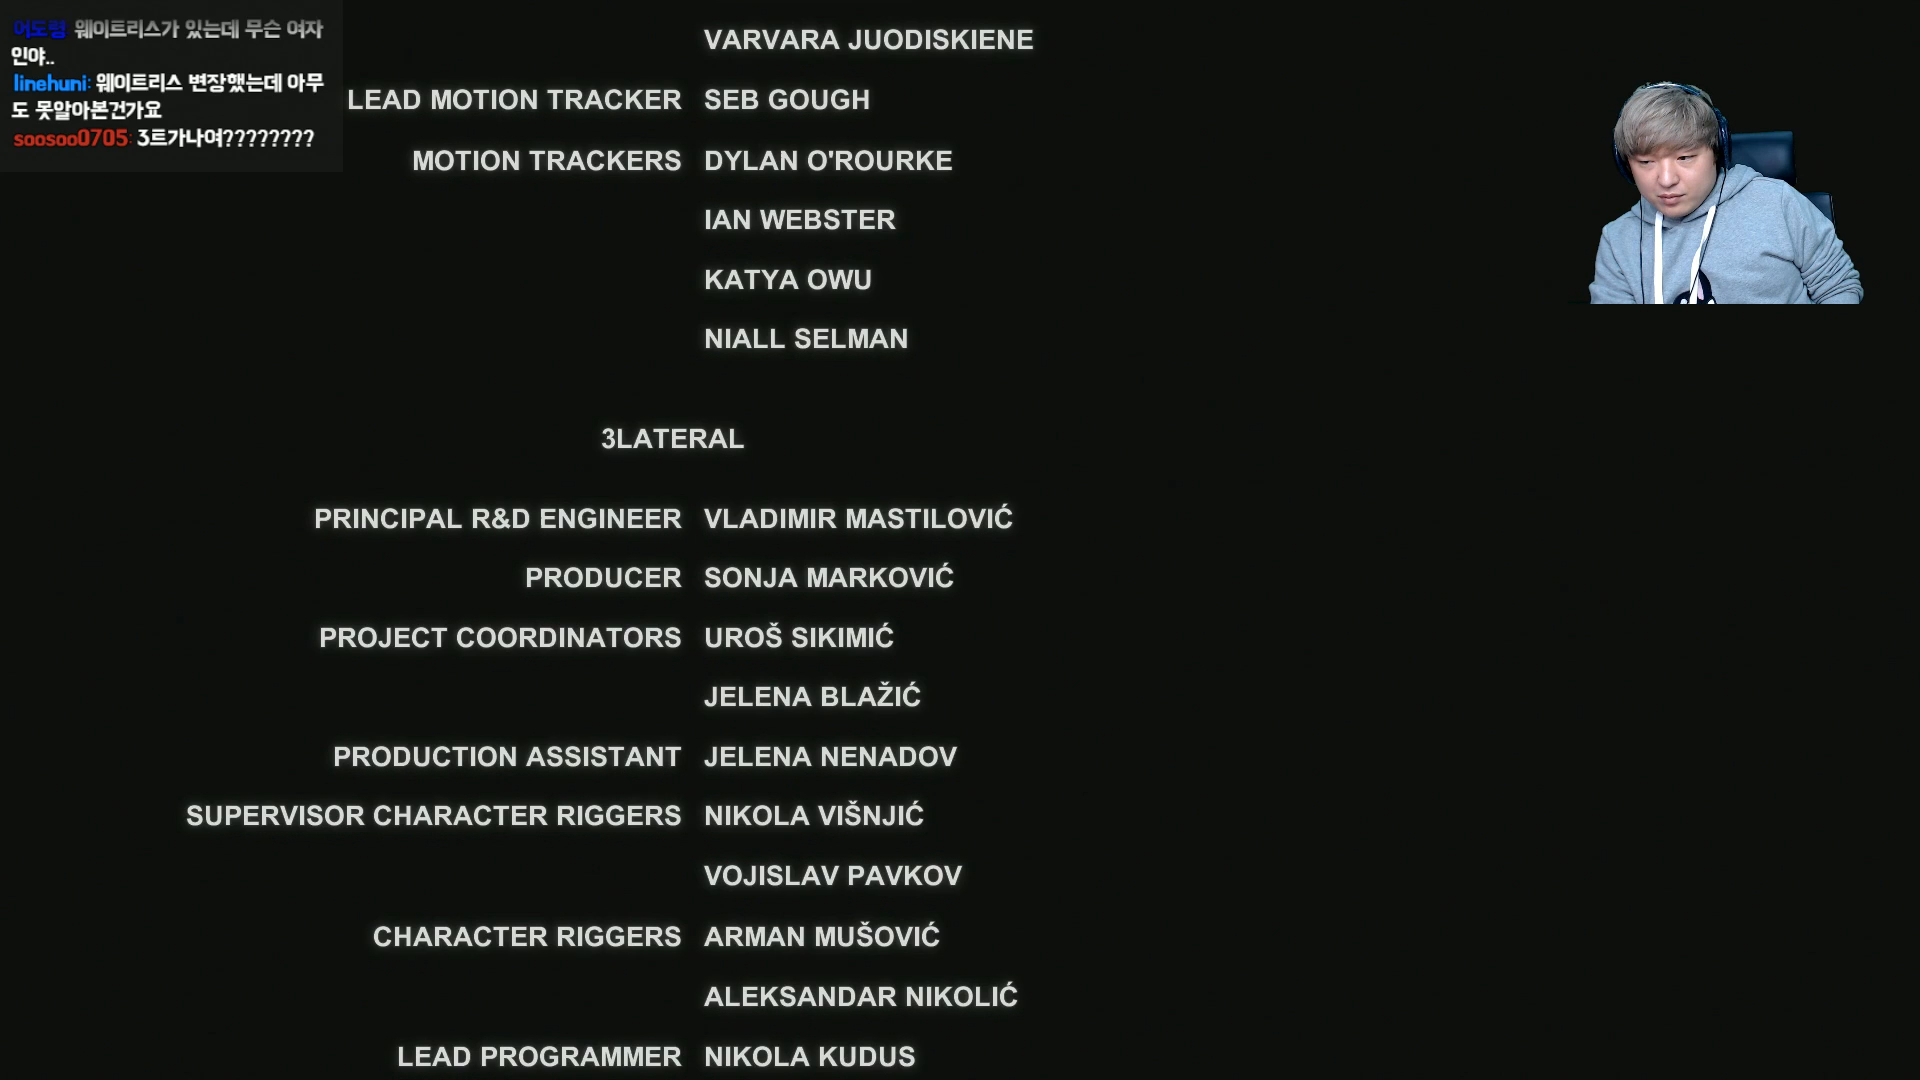 어도령: 웨이트리스가 있는데 무슨 여자
인야..
linehuni: 웨이트리스 변장했는데 아무
도 못알아본건가요
soosoo0705: 3트가나여????????
VARVARA JUODISKIENE
LEAD MOTION TRACKER SEB GOUGH
MOTION TRACKERS DYLAN O'ROURKE
IAN WEBSTER
KATYA OWU
NIALL SELMAN
3LATERAL
PRINCIPAL R&D ENGINEER VLADIMIR MASTILOVIĆ
PRODUCER SONJA MARKOVIĆ
PROJECT COORDINATORS UROŠ SIKIMIĆ
JELENA BLAŽIĆ
PRODUCTION ASSISTANT JELENA NENADOV
SUPERVISOR CHARACTER RIGGERS NIKOLA VIŠNJIĆ
VOJISLAV PAVKOV
CHARACTER RIGGERS ARMAN MUŠOVIĆ
ALEKSANDAR NIKOLIĆ
LEAD PROGRAMMER NIKOLA KUDUS